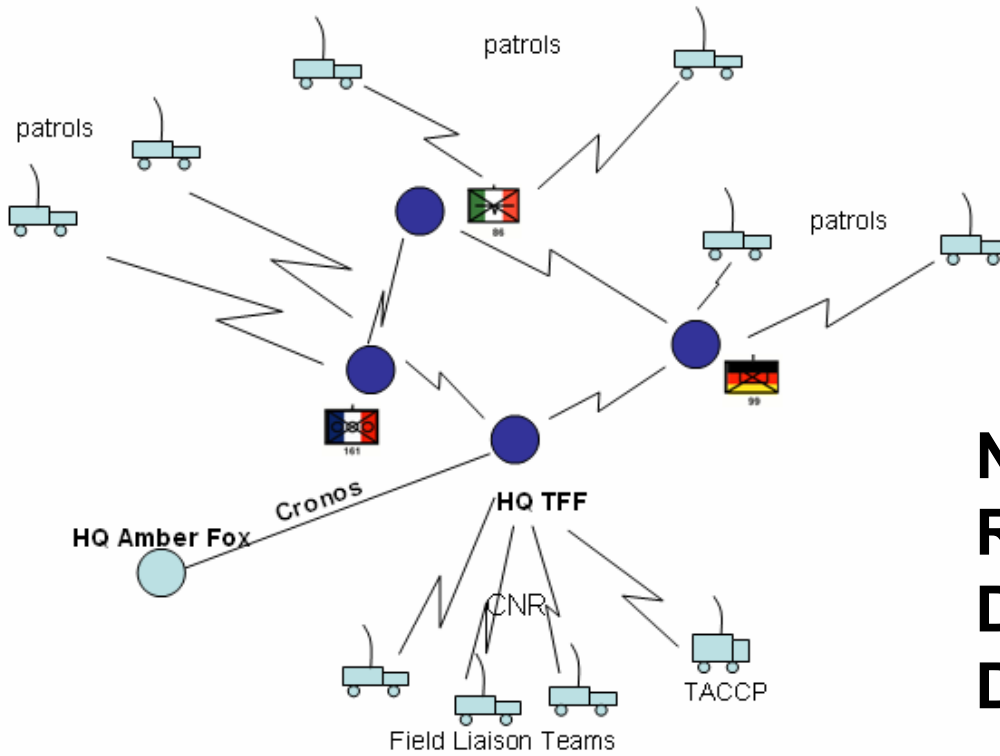 patrols
patrols
patrols
86
99
161
Cronos
HQ TFF
HQ Amber Fox
CNR
TACCP
Field Liaison Teams
N
R
D
D